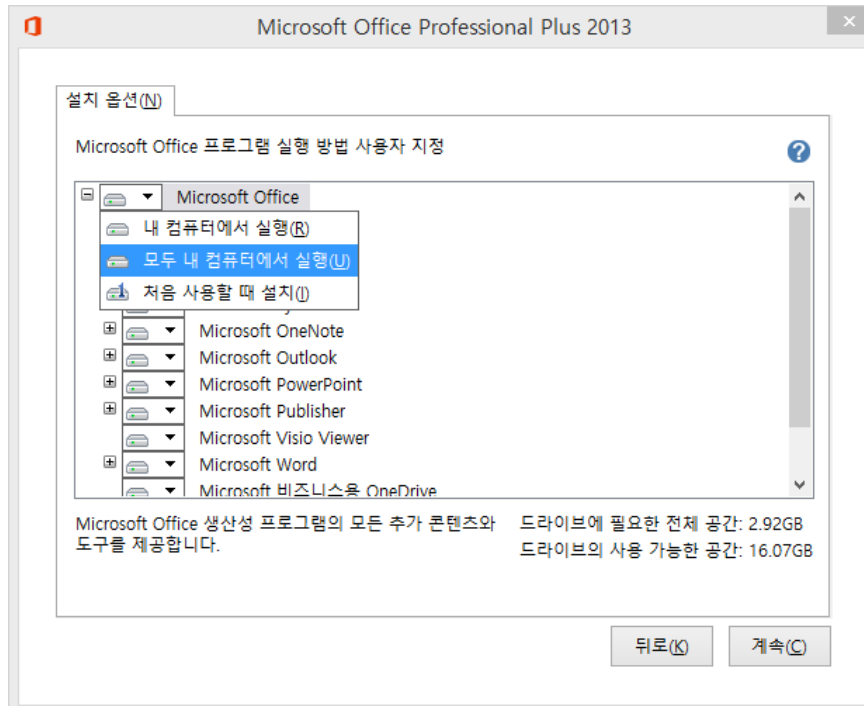 Microsoft Office Professional Plus 2013
설치 옵션(N)
Microsoft Office 프로그램 실행 방법 사용자 지정
Microsoft Office
내 컴퓨터에서 실행(R)
모두 내 컴퓨터에서 실행(U)
처음 사용할 때 설치(I)
Microsoft OneNote
Microsoft Outlook
Microsoft PowerPoint
Microsoft Publisher
Microsoft Visio Viewer
Microsoft Word
Microsoft 비즈니스용 OneDrive
Microsoft Office 생산성 프로그램의 모든 추가 콘텐츠와
도구를 제공합니다.
드라이브에 필요한 전체 공간: 2.92GB
드라이브의 사용 가능한 공간: 16.07GB
뒤로(K)
계속(C)